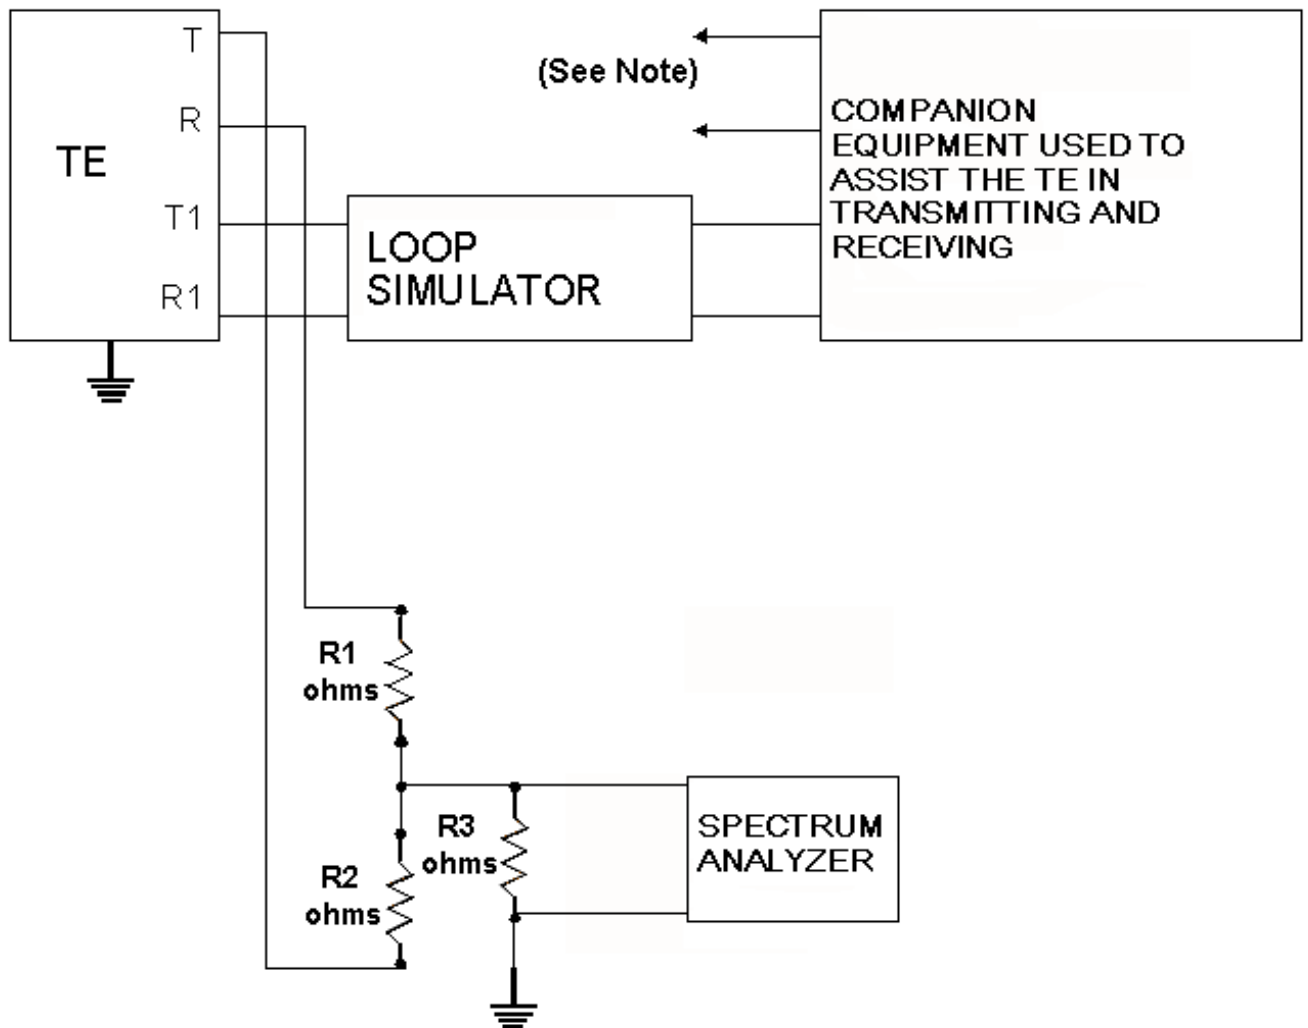 T
R
TE
T1
R1
(See Note)
COMPANION
EQUIPMENT USED TO
ASSIST THE TE IN
TRANSMITTING AND
RECEIVING
LOOP
SIMULATOR
R1
ohms
R3
ohms
R2
ohms
SPECTRUM
ANALYZER